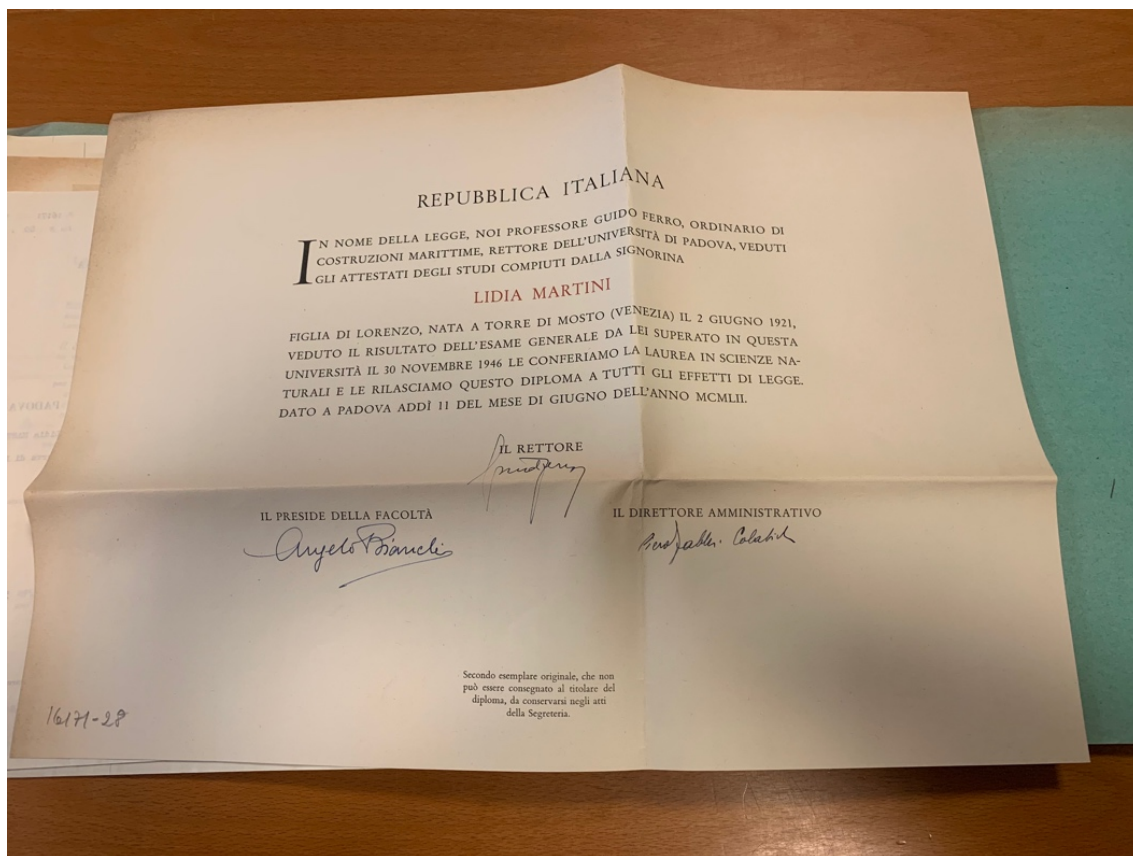 REPUBBLICA ITALIANA
IN NOME DELLA LEGGE, NOI PROFESSORE GUIDO FERRO, ORDINARIO DI
COSTRUZIONI MARITTIME, RETTORE DELL'UNIVERSITÀ DI PADOVA, VEDUTI
GLI ATTESTATI DEGLI STUDI COMPIUTI DALLA SIGNORINA
LIDIA MARTINI
FIGLIA DI LORENZO, NATA A TORRE DI MOSTO (VENEZIA) IL 2 GIUGNO 1921,
VEDUTO IL RISULTATO DELL'ESAME GENERALE DA LEI SUPERATO IN QUESTA
UNIVERSITÀ IL 30 NOVEMBRE 1946 LE CONFERIAMO LA LAUREA IN SCIENZE NA-
TURALI E LE RILASCIAMO QUESTO DIPLOMA A TUTTI GLI EFFETTI DI LEGGE.
DATO A PADOVA ADDÌ 11 DEL MESE DI GIUGNO DELL'ANNO MCMLII.
IL RETTORE
IL PRESIDE DELLA FACOLTÀ
Angelo Bianchi
IL DIRETTORE AMMINISTRATIVO
Secondo esemplare originale, che non
può essere consegnato al titolare del
diploma, da conservarsi negli atti
della Segreteria.
16171-28